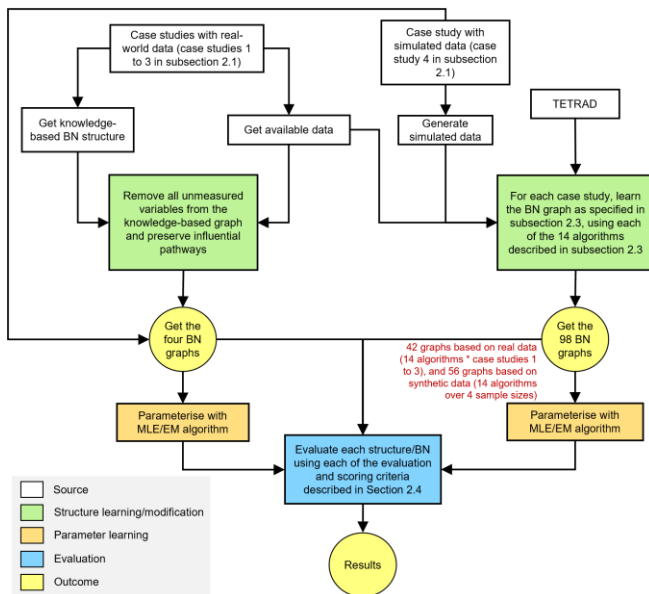 Case studies with real-
world data (case studies 1
to 3 in subsection 2.1)
Case study with
simulated data (case
study 4 in subsection
2.1)
Get knowledge-
based BN structure
Get available data
Generate
simulated data
TETRAD
Remove all unmeasured
variables from the
knowledge-based graph
and preserve influential
pathways
For each case study, learn
the BN graph as specified in
subsection 2.3, using each
of the 14 algorithms
described in subsection 2.3
Get the
four BN
graphs
42 graphs based on real data
(14 algorithms * case studies 1
to 3), and 56 graphs based on
synthetic data (14 algorithms
over 4 sample sizes)
Get the
98 BN
graphs
Parameterise with
MLE/EM algorithm
Parameterise with
MLE/EM algorithm
Evaluate each structure/BN
using each of the evaluation
and scoring criteria
described in Section 2.4
Results
Source
Structure learning/modification
Parameter learning
Evaluation
Outcome